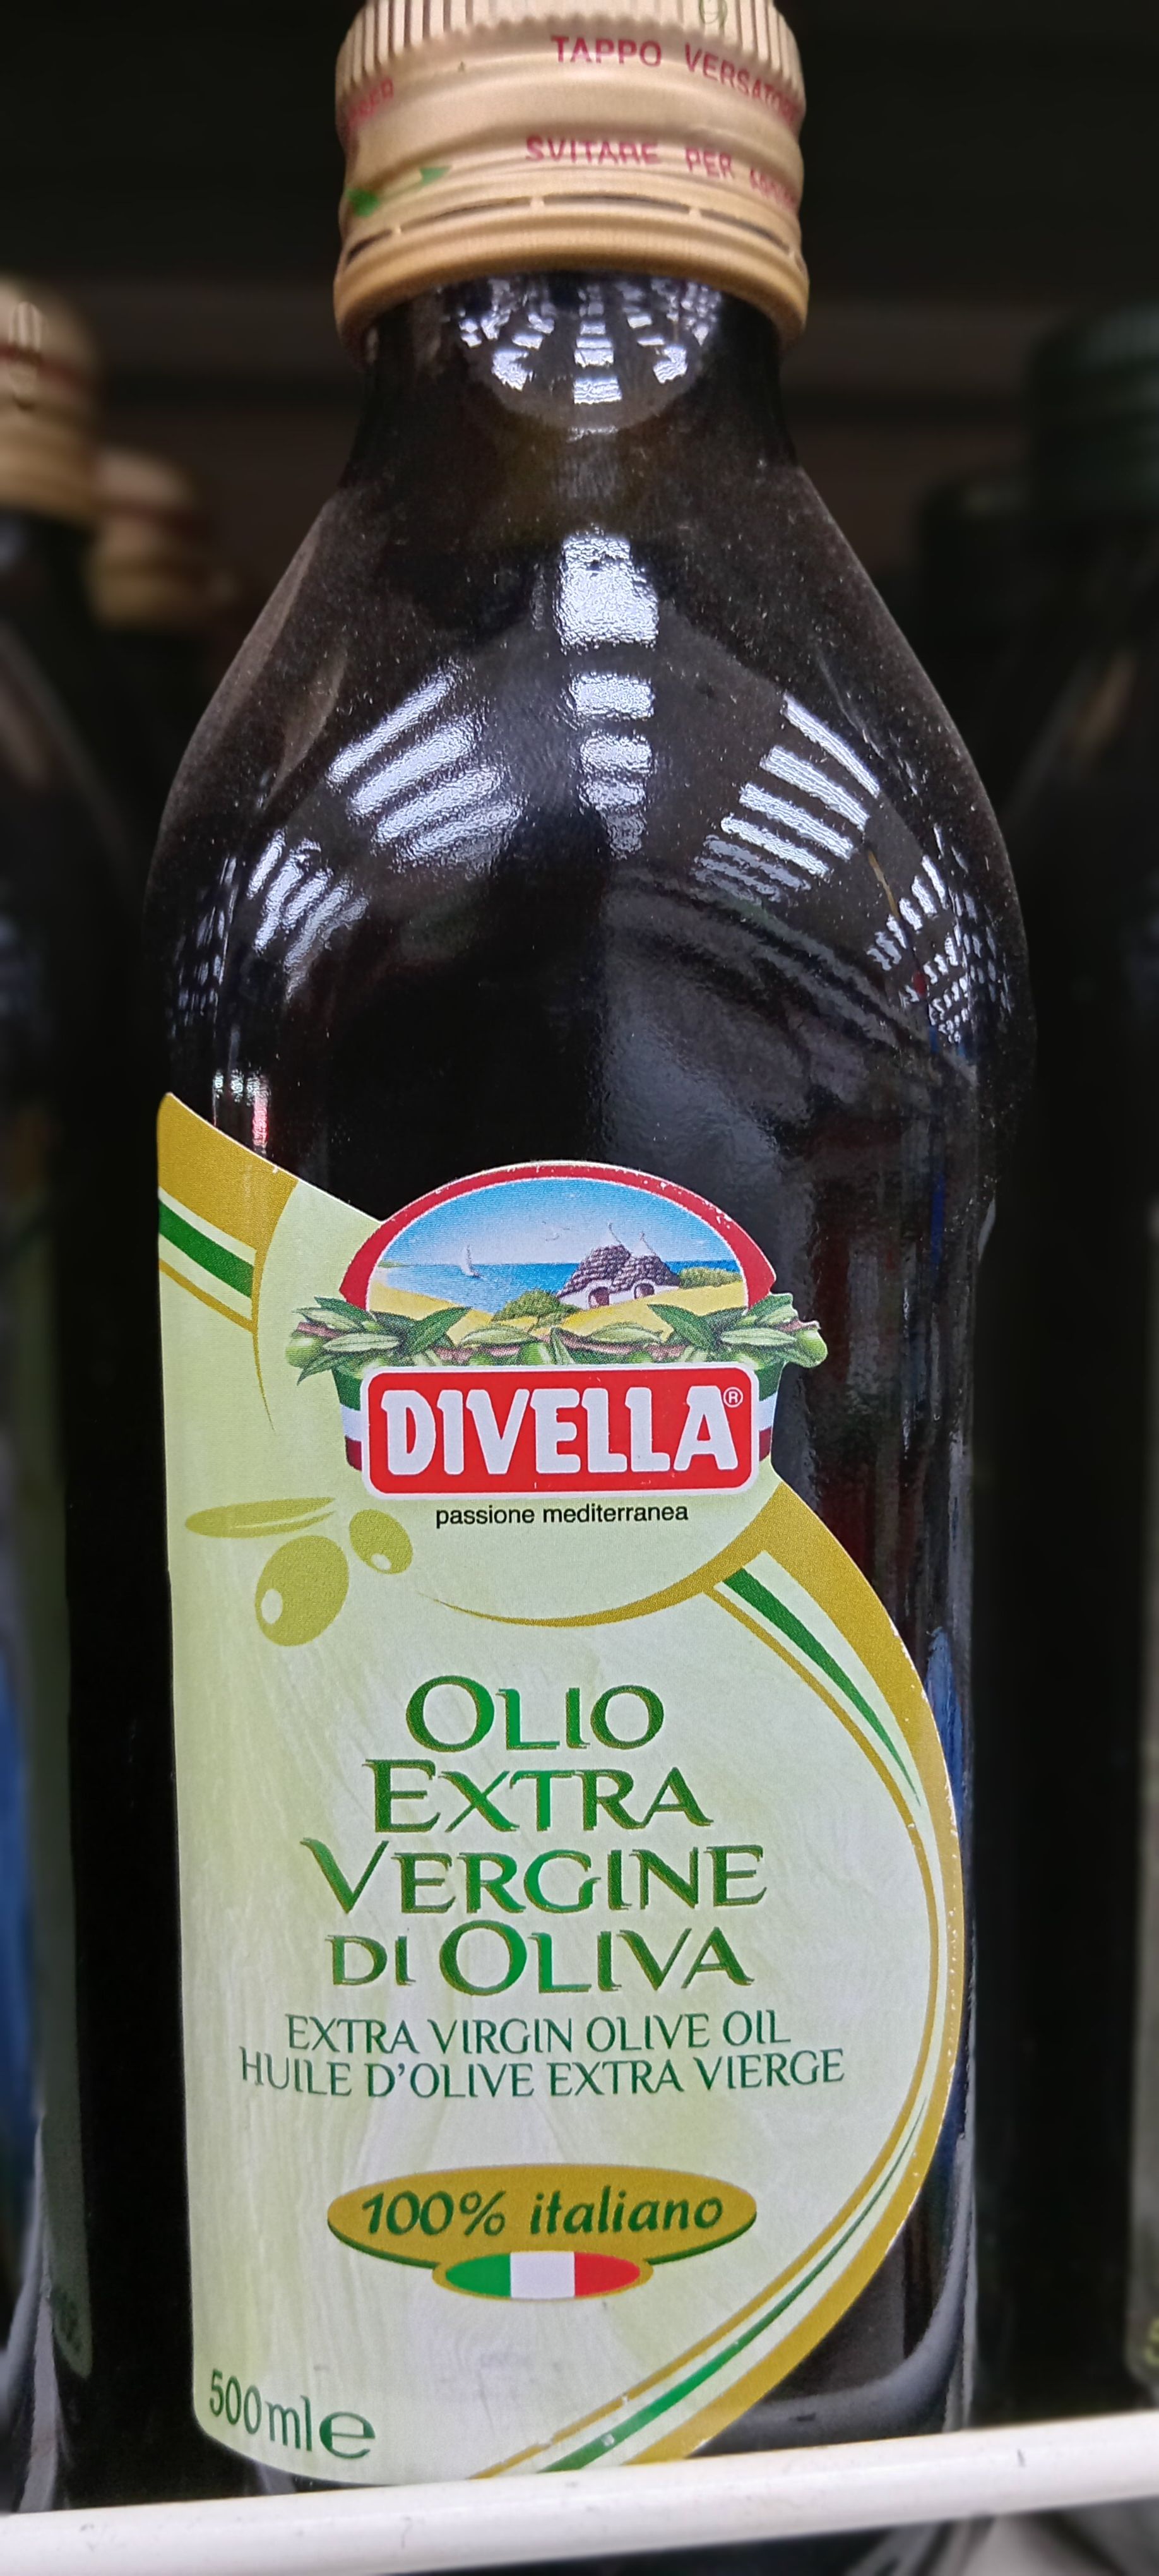 TAPPO VERSATORE
SVITARE PER
DIVELLA®
passione mediterranea
OLIO
EXTRA
VERGINE
DI OLIVA
EXTRA VIRGIN OLIVE OIL
HUILE D'OLIVE EXTRA VIERGE
100% italiano
500ml e